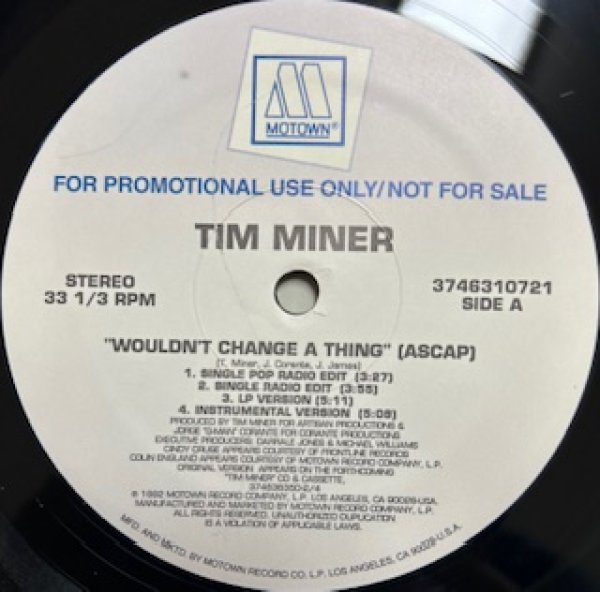 MOTOWN®
FOR PROMOTIONAL USE ONLY/NOT FOR SALE
TIM MINER
STEREO
33 1/3 RPM
3746310721
SIDE A
"WOULDN'T CHANGE A THING" (ASCAP)
(T. Miner, J. Corante, J. James)
1. SINGLE POP RADIO EDIT (3:27)
2. SINGLE RADIO EDIT (3:55)
3. LP VERSION (5:11)
4. INSTRUMENTAL VERSION (5:08)
PRODUCED BY TIM MINER FOR ARTISAN PRODUCTIONS &
JORGE "G-MAN" CORANTE FOR CORANTE PRODUCTIONS
EXECUTIVE PRODUCERS: DARRALE JONES & MICHAEL WILLIAMS
CINDY CRUSE APPEARS COURTESY OF FRONTLINE RECORDS
COLIN ENGLAND APPEARS COURTESY OF MOTOWN RECORD COMPANY, L.P.
ORIGINAL VERSION APPEARS ON THE FORTHCOMING
"TIM MINER" CD & CASSETTE,
374636350-2/4
℗ 1992 MOTOWN RECORD COMPANY, L.P. LOS ANGELES, CA 90028-USA.
MANUFACTURED AND MARKETED BY MOTOWN RECORD COMPANY, L.P.
ALL RIGHTS RESERVED. UNAUTHORIZED DUPLICATION
IS A VIOLATION OF APPLICABLE LAWS.
MFD. AND MKTD. BY MOTOWN RECORD CO. L.P. LOS ANGELES, CA 90028-U.S.A.